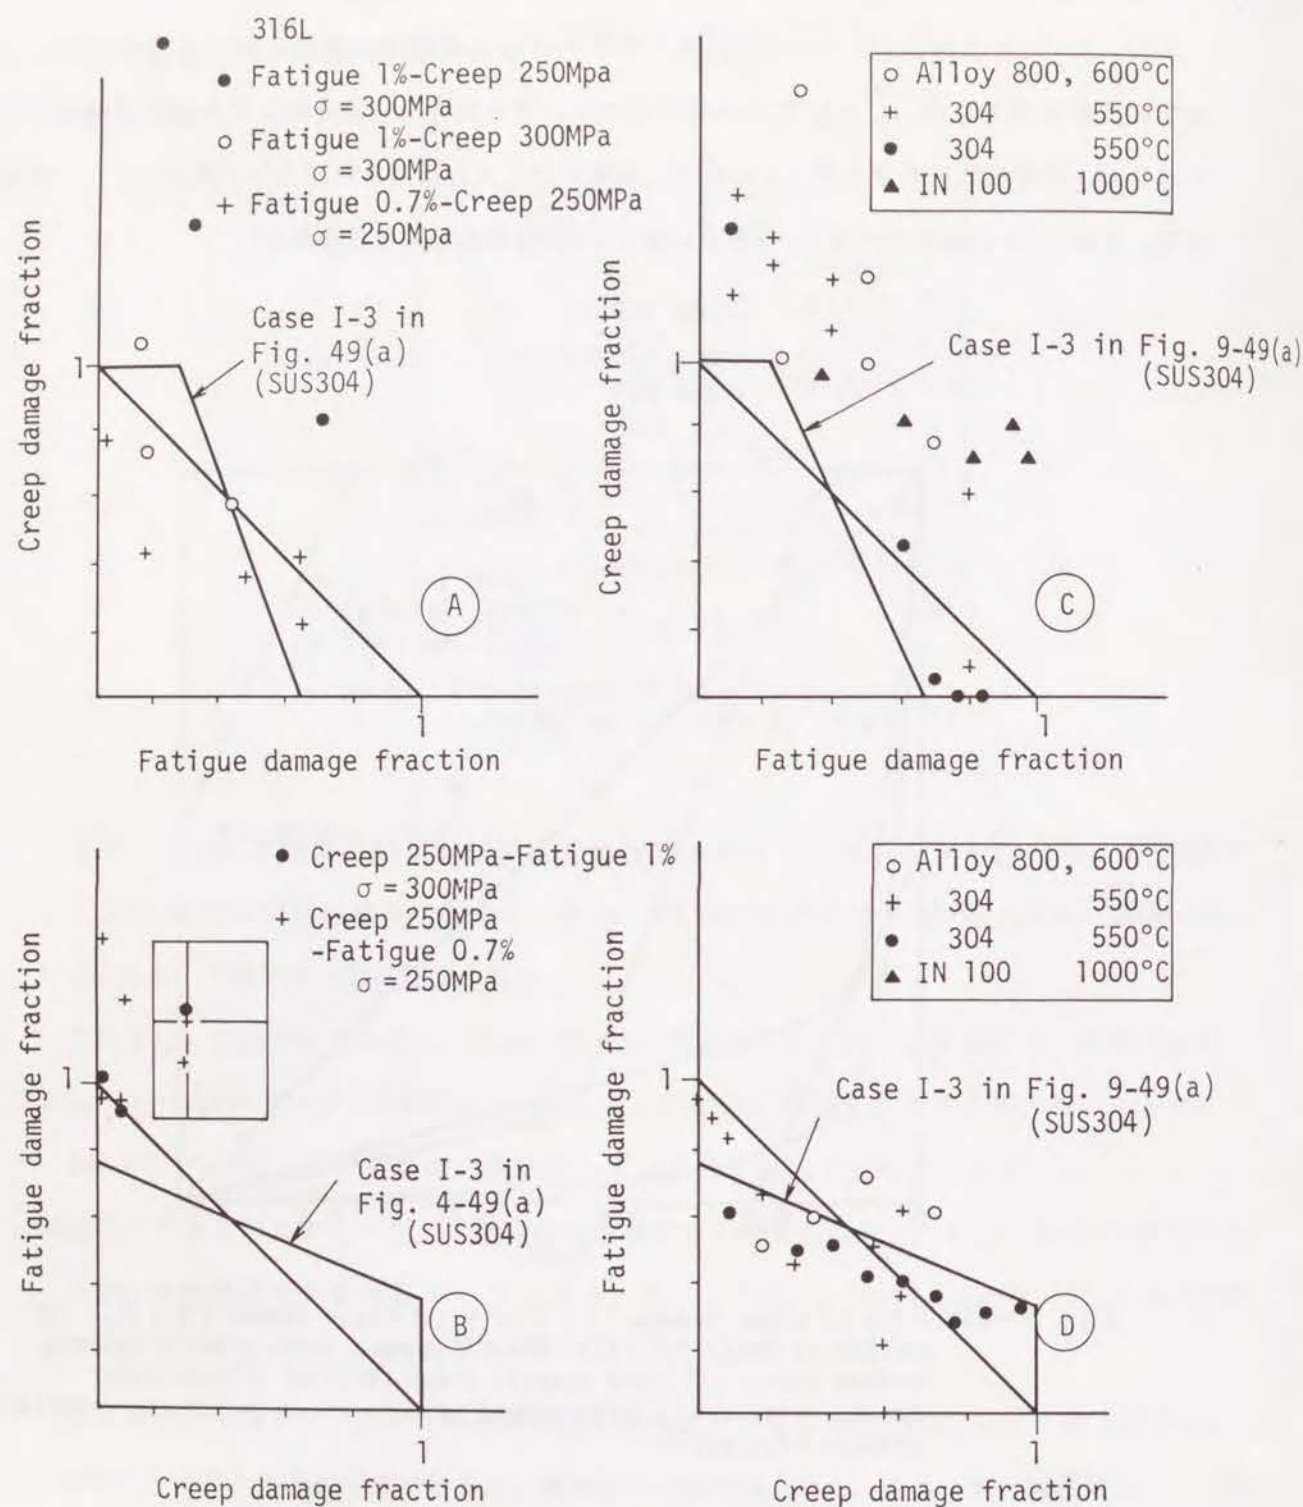 316L
● Fatigue 1%-Creep 250Mpa
σ = 300MPa
○ Fatigue 1%-Creep 300MPa
σ = 300MPa
+ Fatigue 0.7%-Creep 250MPa
σ = 250Mpa
Case I-3 in
Fig. 49(a)
(SUS304)
Creep damage fraction
1
A
1
Fatigue damage fraction
○ Alloy 800, 600°C
+ 304 550°C
● 304 550°C
▲ IN 100 1000°C
Case I-3 in Fig. 9-49(a)
(SUS304)
Creep damage fraction
1
C
1
Fatigue damage fraction
● Creep 250MPa-Fatigue 1%
σ = 300MPa
+ Creep 250MPa
-Fatigue 0.7%
σ = 250MPa
Fatigue damage fraction
1
Case I-3 in
Fig. 4-49(a)
(SUS304)
B
1
Creep damage fraction
○ Alloy 800, 600°C
+ 304 550°C
● 304 550°C
▲ IN 100 1000°C
Fatigue damage fraction
1
Case I-3 in Fig. 9-49(a)
(SUS304)
D
1
Creep damage fraction